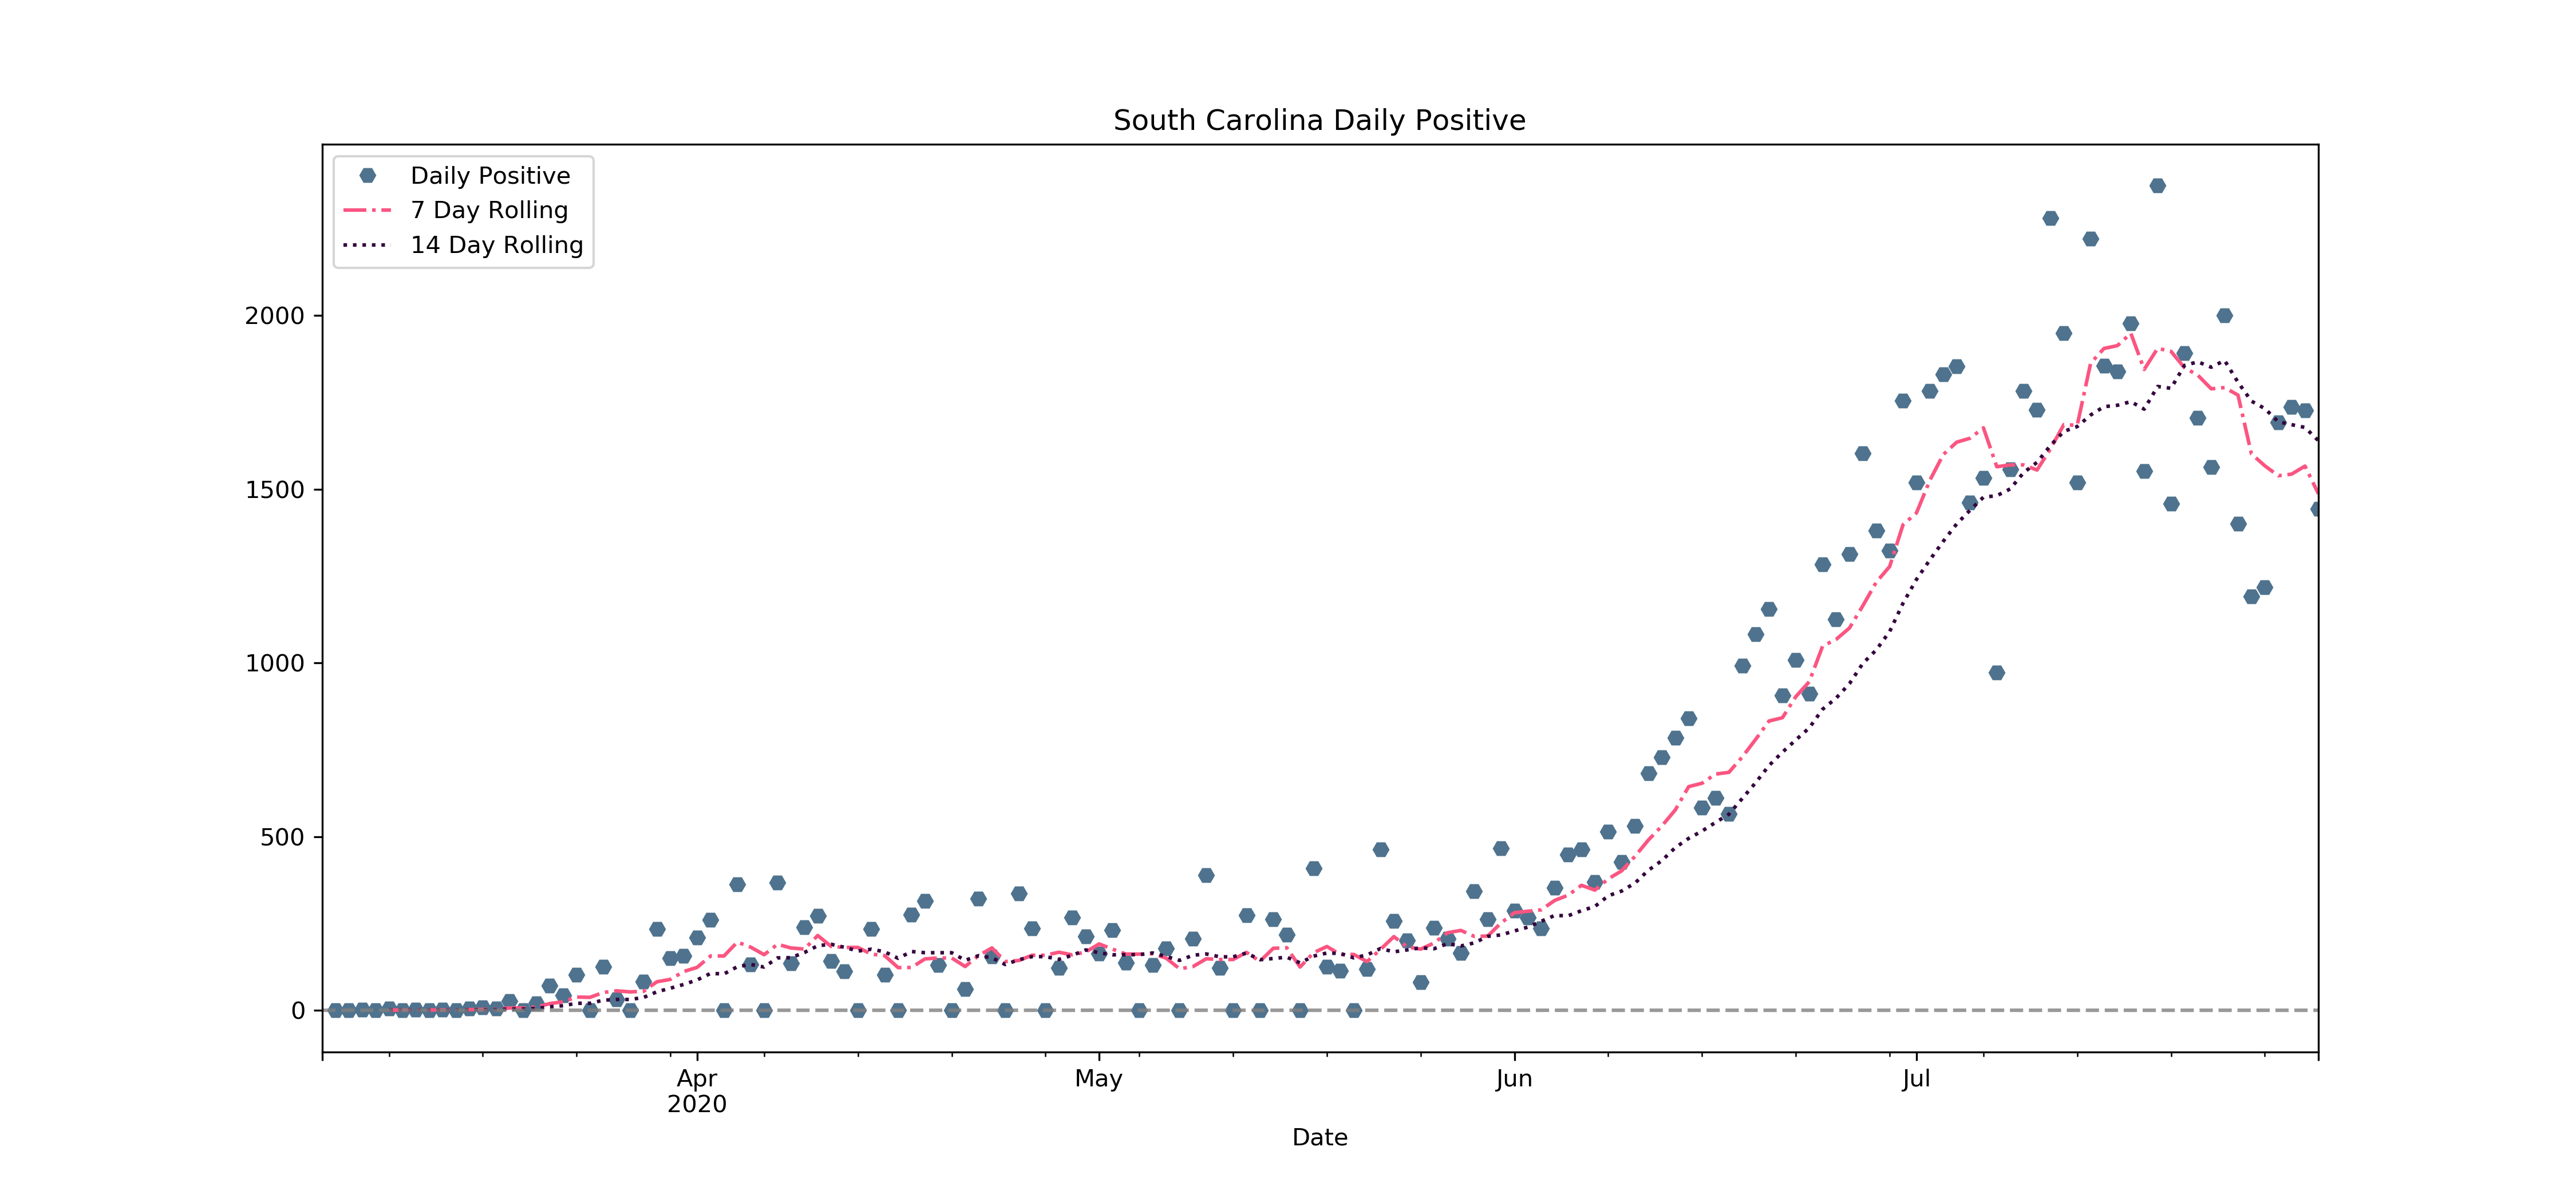 South Carolina Daily Positive
Daily Positive
7 Day Rolling
14 Day Rolling
2000
1500
1000
500
0
Apr
2020
May
Jun
Jul
Date